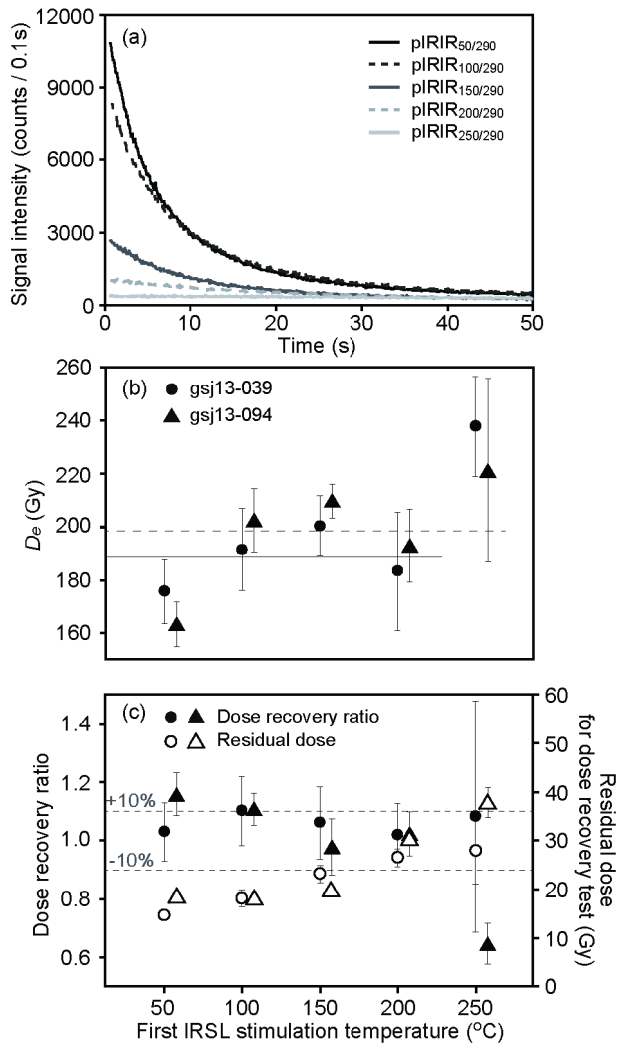 12000
9000
6000
3000
0
Signal intensity (counts / 0.1s)
(a)
pIRIR50/290
pIRIR100/290
pIRIR150/290
pIRIR200/290
pIRIR250/290
0 10 20 30 40 50
Time (s)
260
240
220
200
180
160
De (Gy)
(b)
gsj13-039
gsj13-094
1.4
1.2
1.0
0.8
0.6
Dose recovery ratio
(c)
Dose recovery ratio
Residual dose
+10%
-10%
60
50
40
30
20
10
0
Residual dose
for dose recovery test (Gy)
50 100 150 200 250
First IRSL stimulation temperature (°C)